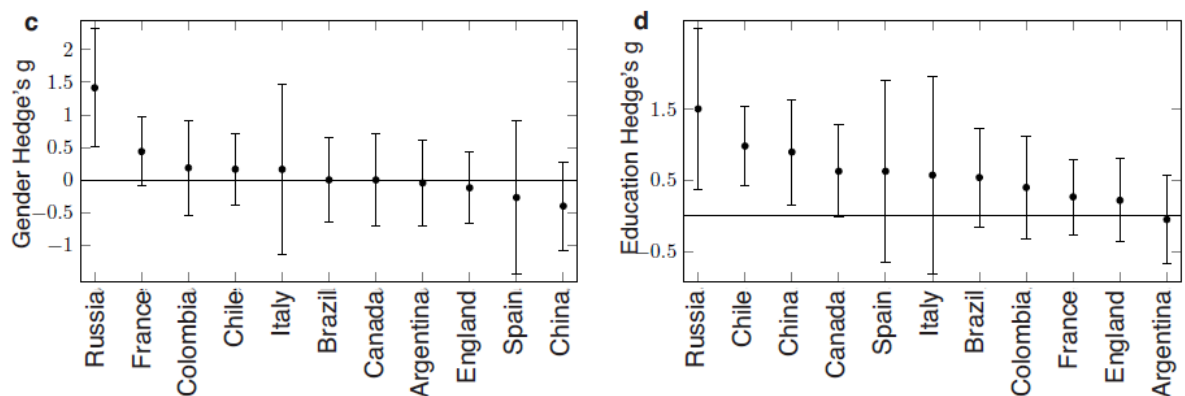 c
Gender Hedge's g
2
1.5
1
0.5
0
−0.5
−1
Russia
France
Colombia
Chile
Italy
Brazil
Canada
Argentina
England
Spain
China
d
Education Hedge's g
1.5
0.5
−0.5
Russia
Chile
China
Canada
Spain
Italy
Brazil
Colombia
France
England
Argentina